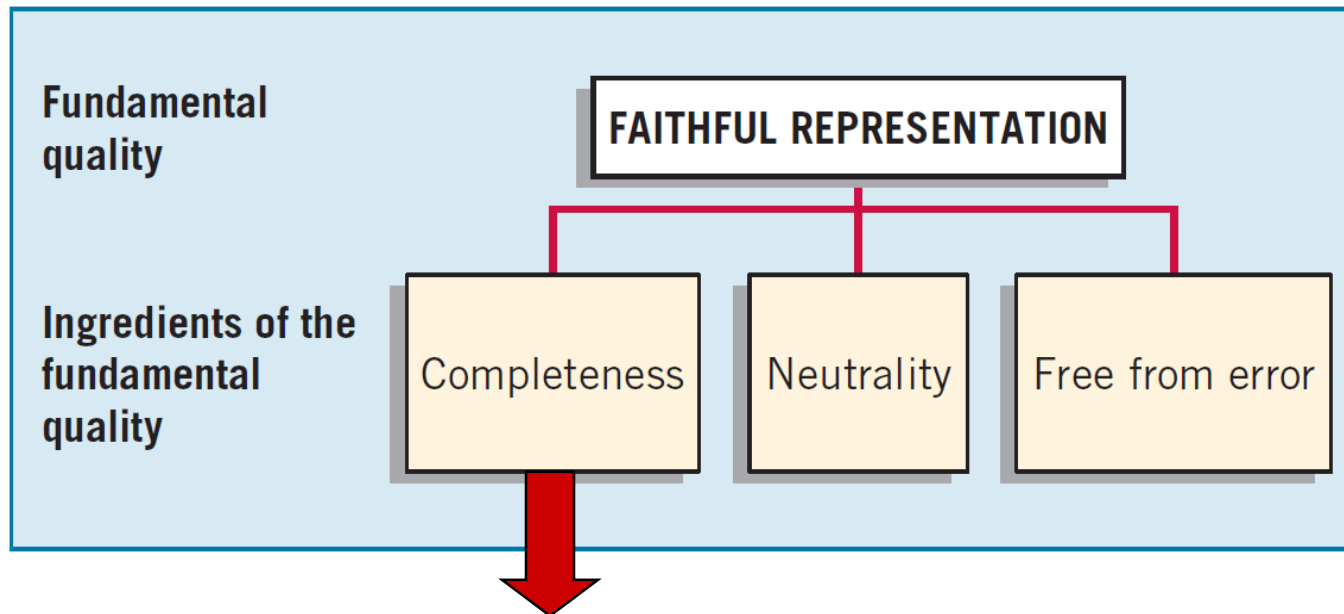 Fundamental
quality
FAITHFUL REPRESENTATION
Ingredients of the
fundamental
quality
Completeness
Neutrality
Free from error